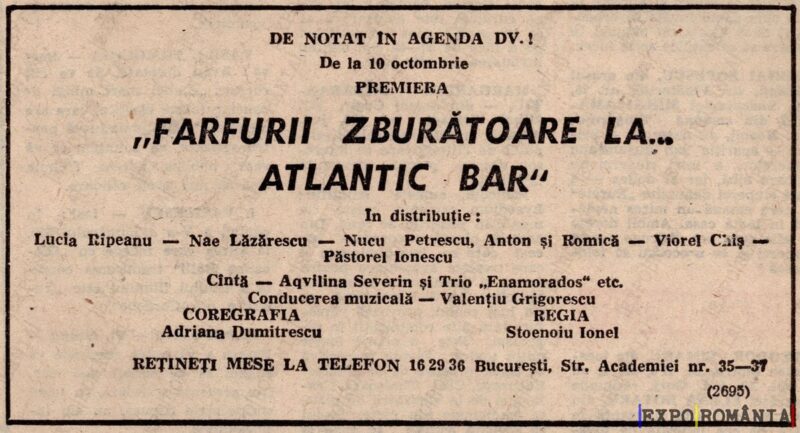 DE NOTAT ÎN AGENDA DV.!
De la 10 octombrie
PREMIERA
„FARFURII ZBURĂTOARE LA...
ATLANTIC BAR“
In distribuție:
Lucia Ripeanu — Nae Lăzărescu — Nucu Petrescu, Anton și Romică — Viorel Chiș —
Păstorel Ionescu
Cîntă — Aqvilina Severin și Trio „Enamorados“ etc.
Conducerea muzicală — Valențiu Grigorescu
COREGRAFIA REGIA
Adriana Dumitrescu Stoenoiu Ionel
REȚINEȚI MESE LA TELEFON 16 29 36 București, Str. Academiei nr. 35—37
(2695)
EXPO ROMÂNIA